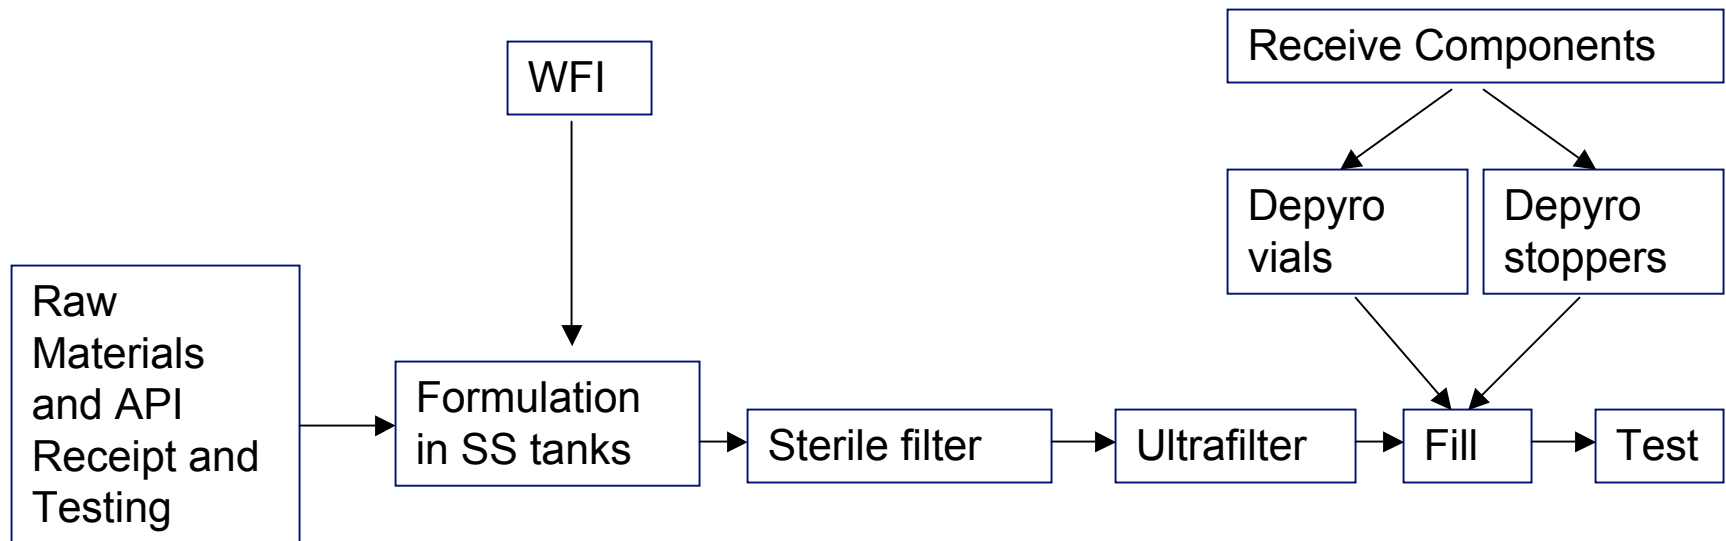 Receive Components
WFI
Depyro
vials
Depyro
stoppers
Raw
Materials
and API
Receipt and
Testing
Formulation
in SS tanks
Sterile filter
Ultrafilter
Fill
Test